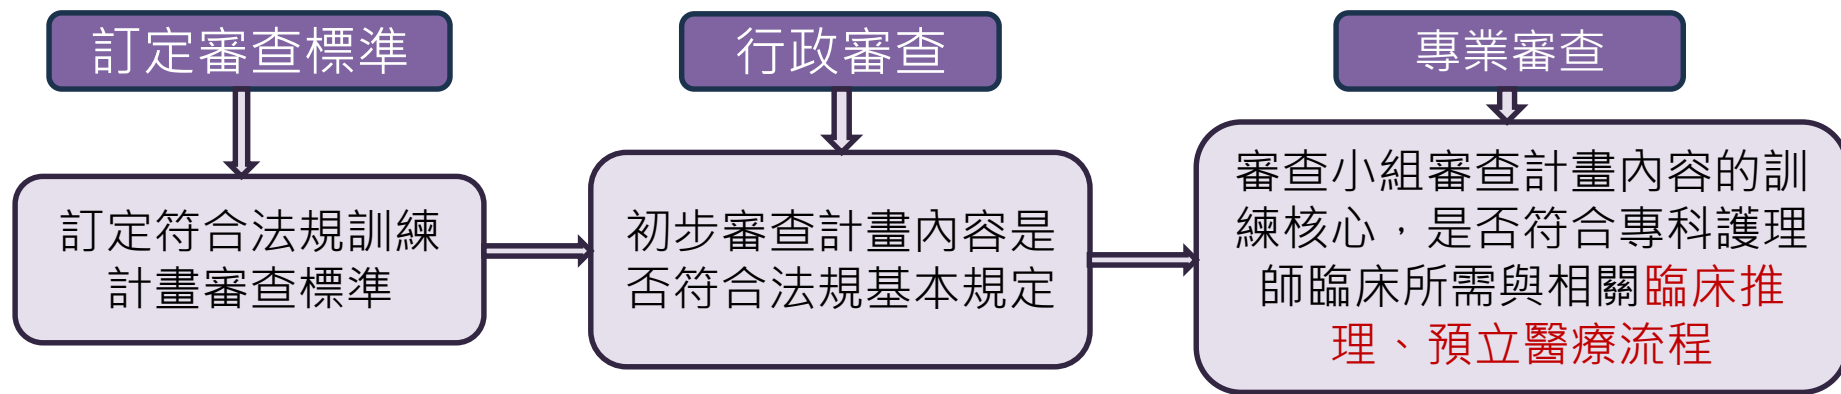 訂定審查標準
行政審查
專業審查
訂定符合法規訓練
計畫審查標準
初步審查計畫內容是
否符合法規基本規定
審查小組審查計畫內容的訓
練核心，是否符合專科護理
師臨床所需與相關臨床推
理、預立醫療流程